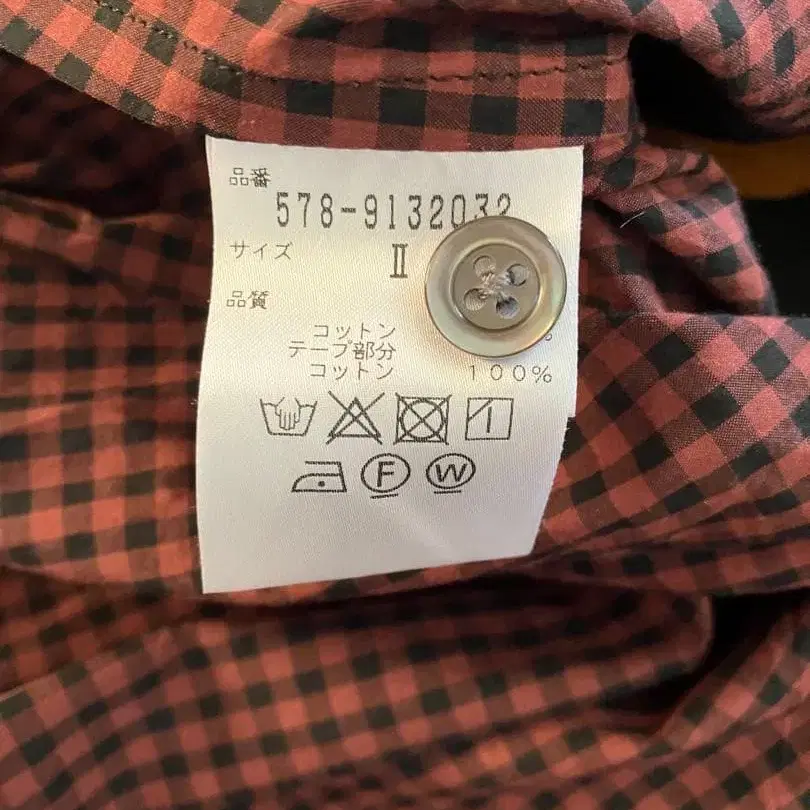 品番
578-9132032
サイズ
II
品質
コットン
テープ部分
コットン 100%
F W